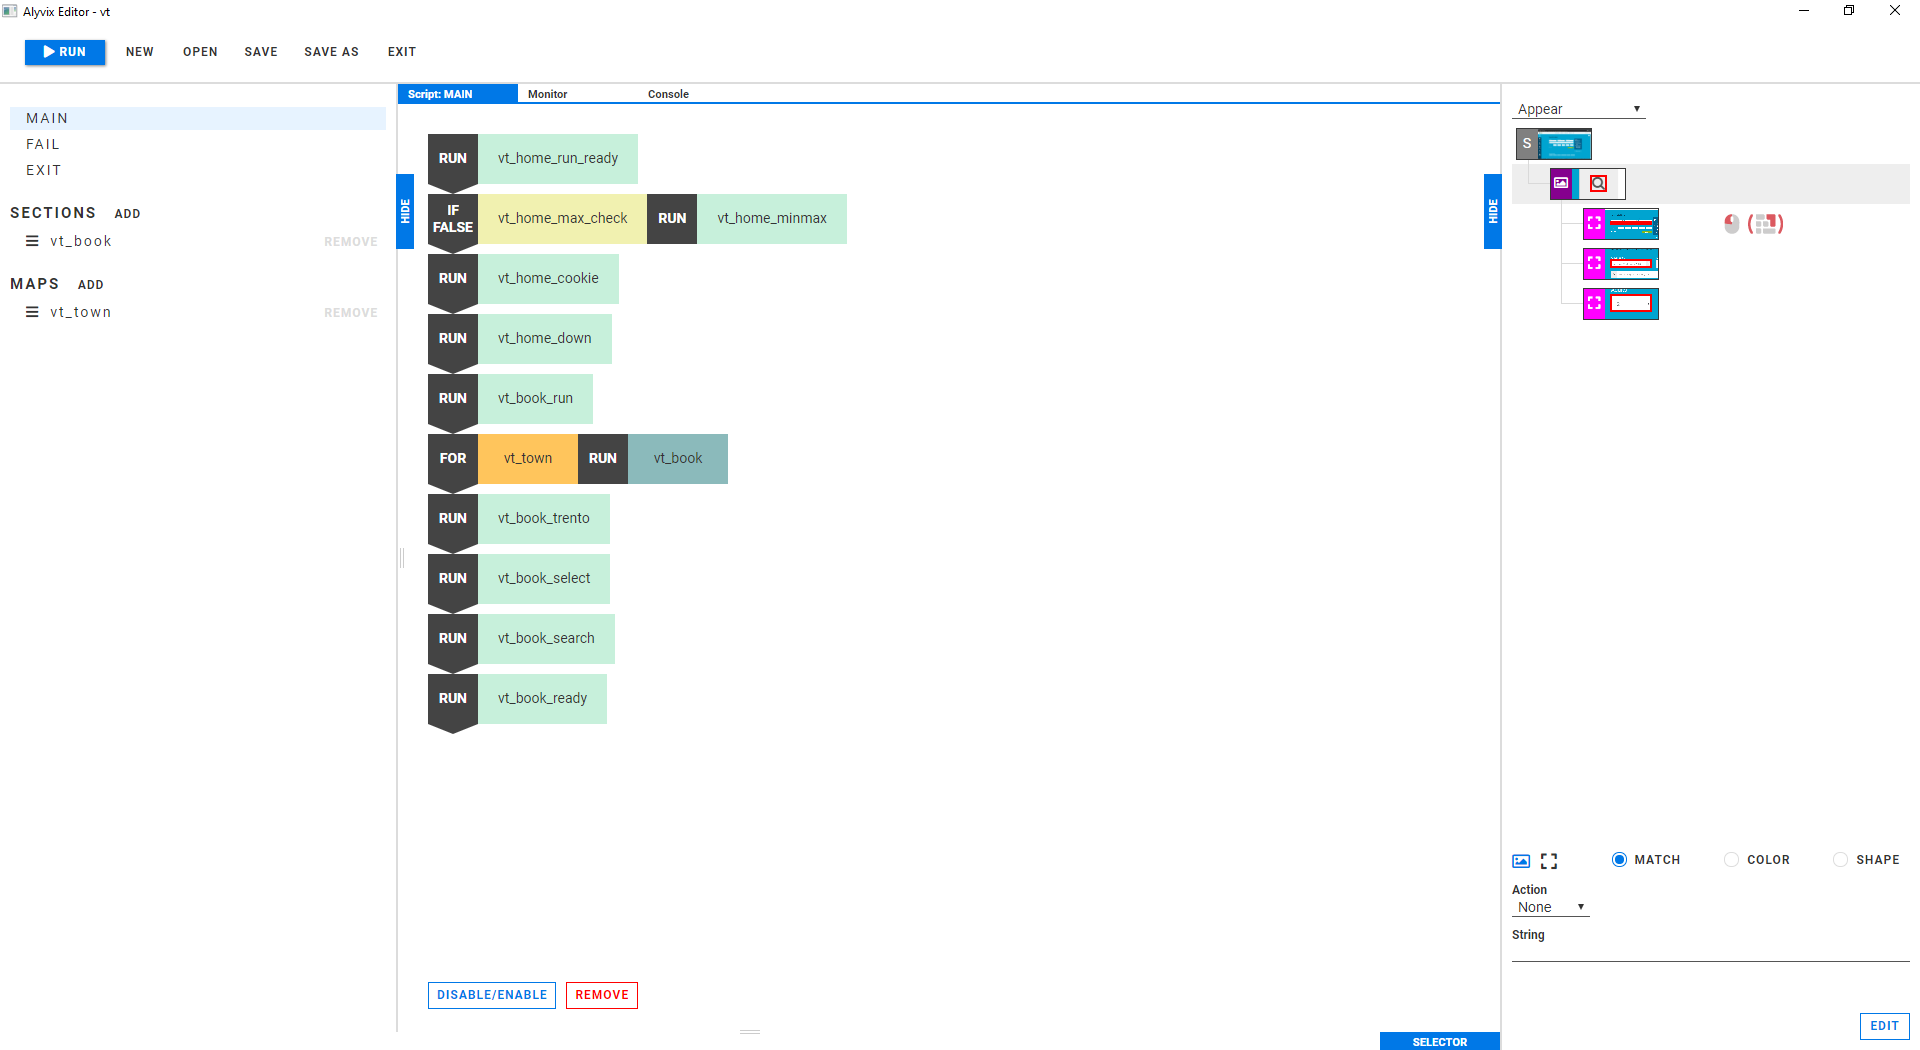 Alyvix Editor - vt
RUN NEW OPEN SAVE SAVE AS EXIT
MAIN
FAIL
EXIT
SECTIONS ADD
vt_book REMOVE
MAPS ADD
vt_town REMOVE
HIDE
Script: MAIN Monitor Console
RUN vt_home_run_ready
IF FALSE vt_home_max_check RUN vt_home_minmax
RUN vt_home_cookie
RUN vt_home_down
RUN vt_book_run
FOR vt_town RUN vt_book
RUN vt_book_trento
RUN vt_book_select
RUN vt_book_search
RUN vt_book_ready
DISABLE/ENABLE REMOVE
SELECTOR
HIDE
Appear
S
MATCH COLOR SHAPE
Action
None
String
EDIT